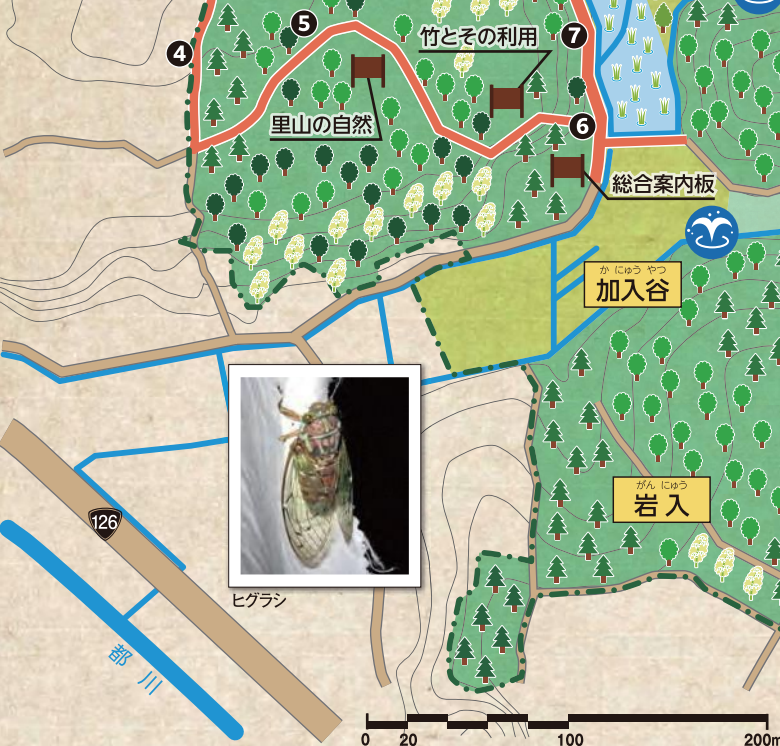 ④
⑤
⑦
竹とその利用
里山の自然
⑥
総合案内板
か にゅう やつ
加入谷
がん にゅう
岩入
126
ヒグラシ
都川
0 20 100 200m